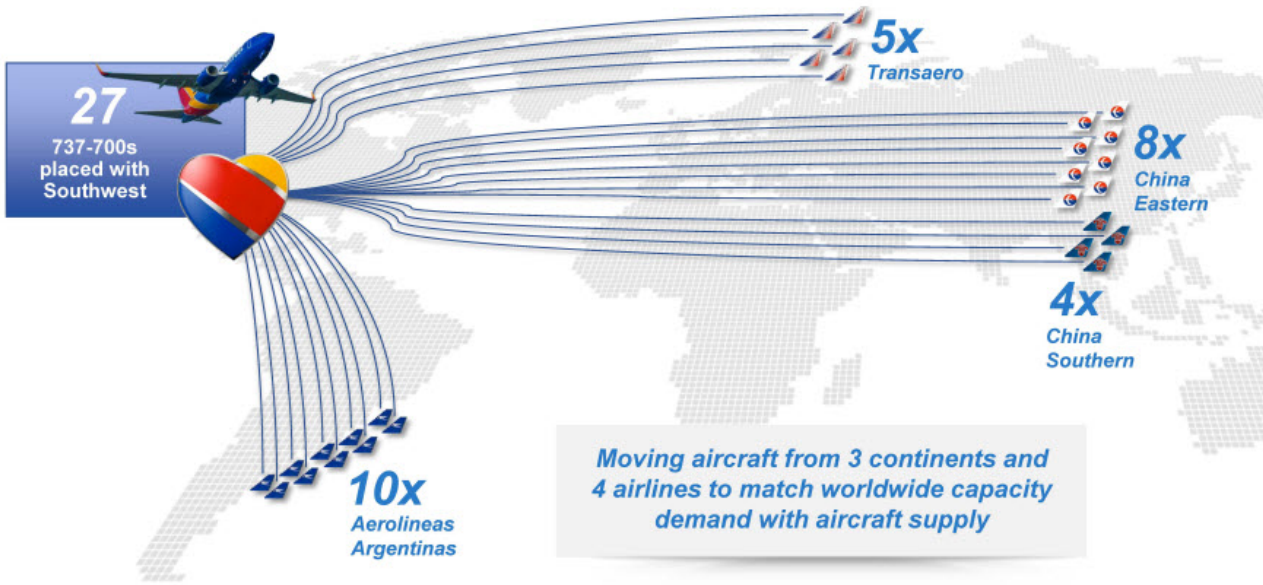 27
737-700s
placed with
Southwest
5x
Transaero
8x
China
Eastern
4x
China
Southern
10x
Aerolineas
Argentinas
Moving aircraft from 3 continents and
4 airlines to match worldwide capacity
demand with aircraft supply